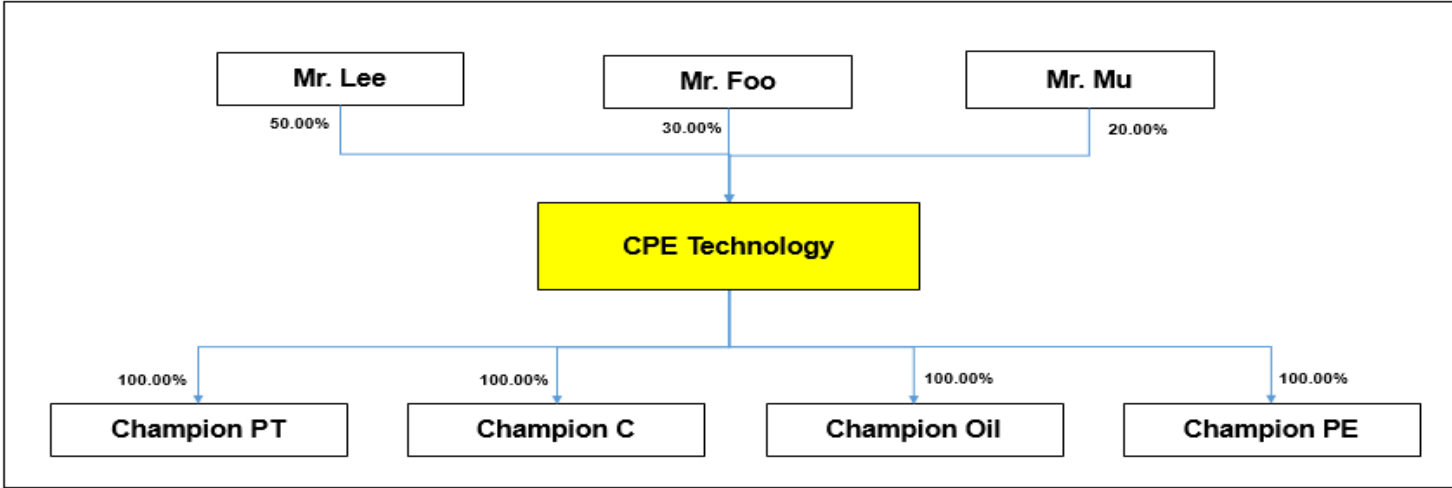 Mr. Lee
Mr. Foo
Mr. Mu
50.00%
30.00%
20.00%
CPE Technology
100.00%
100.00%
100.00%
100.00%
Champion PT
Champion C
Champion Oil
Champion PE